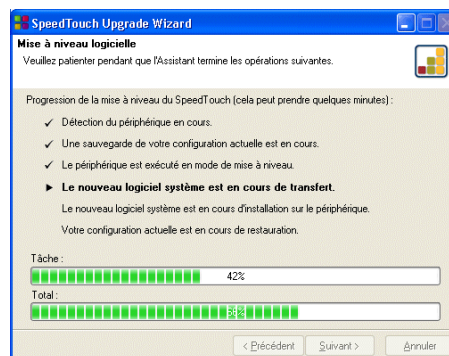 SpeedTouch Upgrade Wizard
Mise à niveau logicielle
Veuillez patienter pendant que l'Assistant termine les opérations suivantes.
Progression de la mise à niveau du SpeedTouch (cela peut prendre quelques minutes) :
Détection du périphérique en cours.
Une sauvegarde de votre configuration actuelle est en cours.
Le périphérique est exécuté en mode de mise à niveau.
Le nouveau logiciel système est en cours de transfert.
Le nouveau logiciel système est en cours d'installation sur le périphérique.
Votre configuration actuelle est en cours de restauration.
Tâche :
42%
Total :
< Précédent Suivant > Annuler